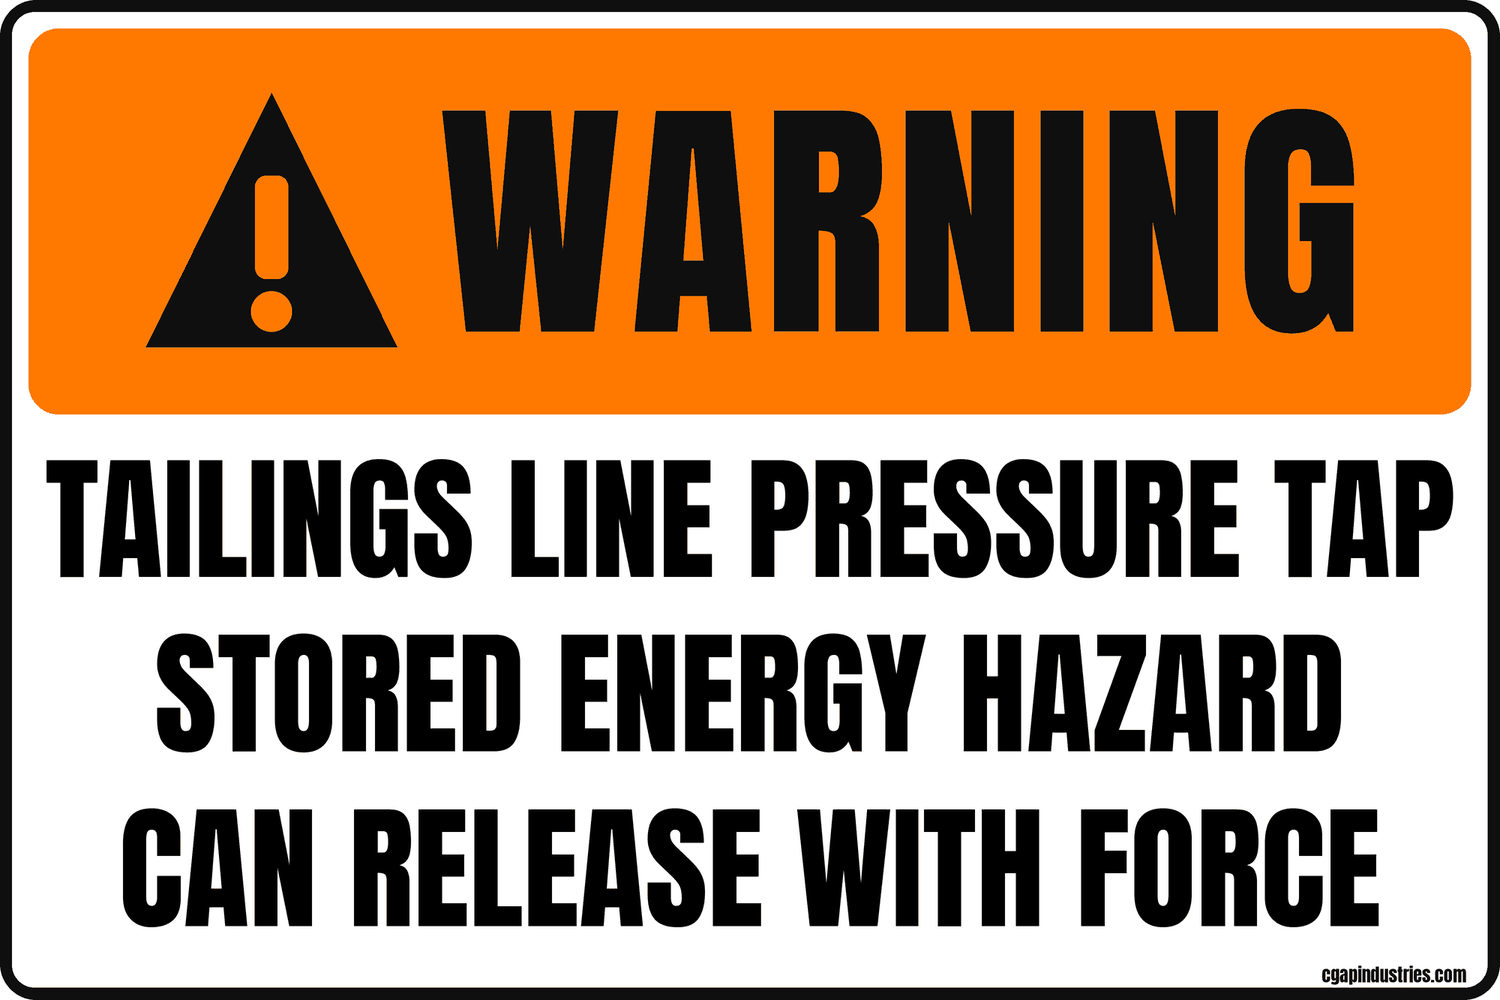 WARNING
TAILINGS LINE PRESSURE TAP
STORED ENERGY HAZARD
CAN RELEASE WITH FORCE
cgapindustries.com